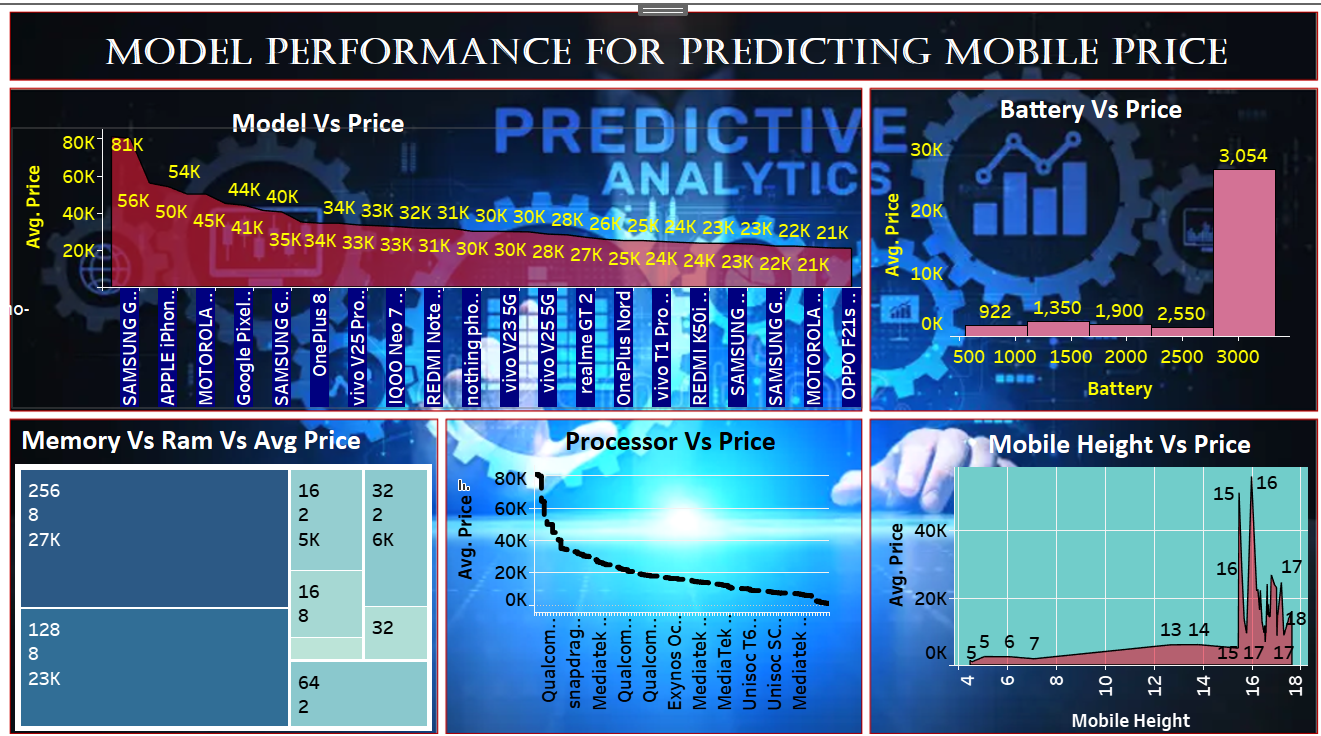 MODEL PERFORMANCE FOR PREDICTING MOBILE PRICE
PREDICTIVE
ANALYTICS
Model Vs Price
Avg. Price
80K
60K
40K
20K
81K
54K
44K
40K
34K 33K 32K 31K 30K 30K 28K 26K 25K 24K 23K 23K 22K 21K
56K 50K 45K 41K 35K 34K 33K 33K 31K 30K 30K 28K 27K 25K 24K 24K 23K 22K 21K
no-
SAMSUNG G..
APPLE iPhon..
MOTOROLA ..
Google Pixel..
SAMSUNG G..
OnePlus 8
vivo V25 Pro..
IQOO Neo 7 ..
REDMI Note ..
nothing pho..
vivo V23 5G
vivo V25 5G
realme GT 2
OnePlus Nord
vivo T1 Pro ..
REDMI K50i ..
SAMSUNG ..
SAMSUNG G..
MOTOROLA ..
OPPO F21s ..
Battery Vs Price
Avg. Price
30K
20K
10K
0K
3,054
922 1,350 1,900 2,550
500 1000 1500 2000 2500 3000
Battery
Memory Vs Ram Vs Avg Price
256
8
27K
128
8
23K
16
2
5K
16
8
64
2
32
2
6K
32
Processor Vs Price
Avg. Price
80K
60K
40K
20K
0K
Qualcom..
snapdrag..
Mediatek ..
Qualcom..
Qualcom..
Exynos Oc..
Mediatek ..
MediaTek ..
Unisoc T6..
Unisoc SC..
Mediatek ..
Mobile Height Vs Price
Avg. Price
40K
20K
0K
15 16
16 17
5 5 6 7 13 14 18
15 17 17
4 6 8 10 12 14 16 18
Mobile Height